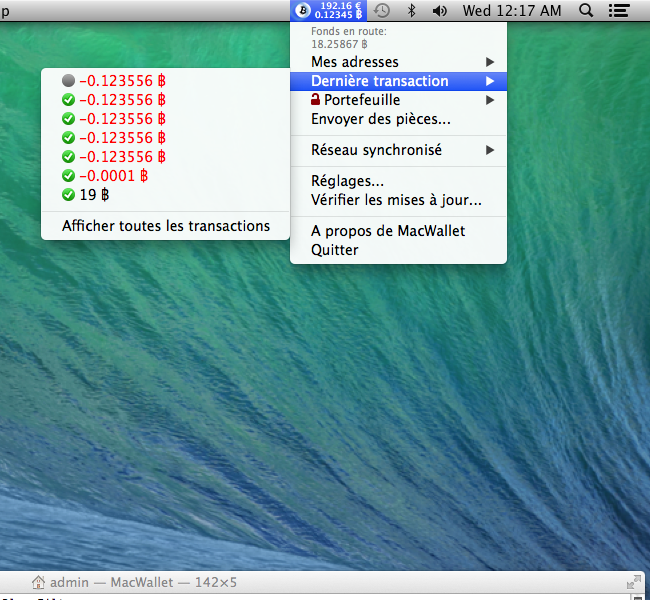 p
192.16 €
0.12345 ฿
Wed 12:17 AM
Fonds en route:
18.25867 ฿
Mes adresses
Dernière transaction
Portefeuille
Envoyer des pièces...
Réseau synchronisé
Réglages...
Vérifier les mises à jour...
A propos de MacWallet
Quitter
−0.123556 ฿
−0.123556 ฿
−0.123556 ฿
−0.123556 ฿
−0.123556 ฿
−0.0001 ฿
19 ฿
Afficher toutes les transactions
admin — MacWallet — 142×5